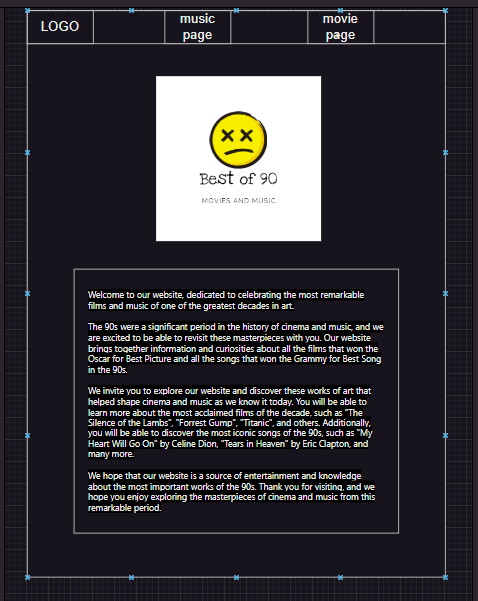 LOGO
music
page
movie
page
Best of 90
MOVIES AND MUSIC
Welcome to our website, dedicated to celebrating the most remarkable
films and music of one of the greatest decades in art.
The 90s were a significant period in the history of cinema and music, and we
are excited to be able to revisit these masterpieces with you. Our website
brings together information and curiosities about all the films that won the
Oscar for Best Picture and all the songs that won the Grammy for Best Song
in the 90s.
We invite you to explore our website and discover these works of art that
helped shape cinema and music as we know it today. You will be able to
learn more about the most acclaimed films of the decade, such as "The
Silence of the Lambs", "Forrest Gump", "Titanic", and others. Additionally,
you will be able to discover the most iconic songs of the 90s, such as "My
Heart Will Go On" by Celine Dion, "Tears in Heaven" by Eric Clapton, and
many more.
We hope that our website is a source of entertainment and knowledge
about the most important works of the 90s. Thank you for visiting, and we
hope you enjoy exploring the masterpieces of cinema and music from this
remarkable period.